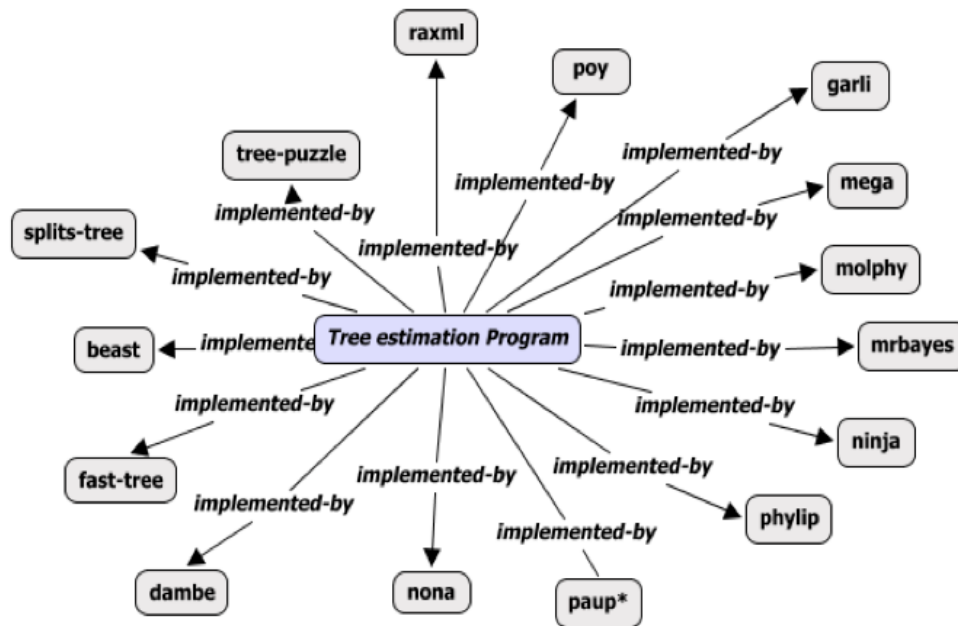 raxml
poy
garli
tree-puzzle
implemented-by
implemented-by
mega
implemented-by
implemented-by
splits-tree
implemented-by
implemented-by
molphy
implemented-by
beast
implemente
Tree estimation Program
implemented-by
mrbayes
implemented-by
implemented-by
ninja
fast-tree
implemented-by
implemented-by
implemented-by
phylip
implemented-by
dambe
nona
paup*